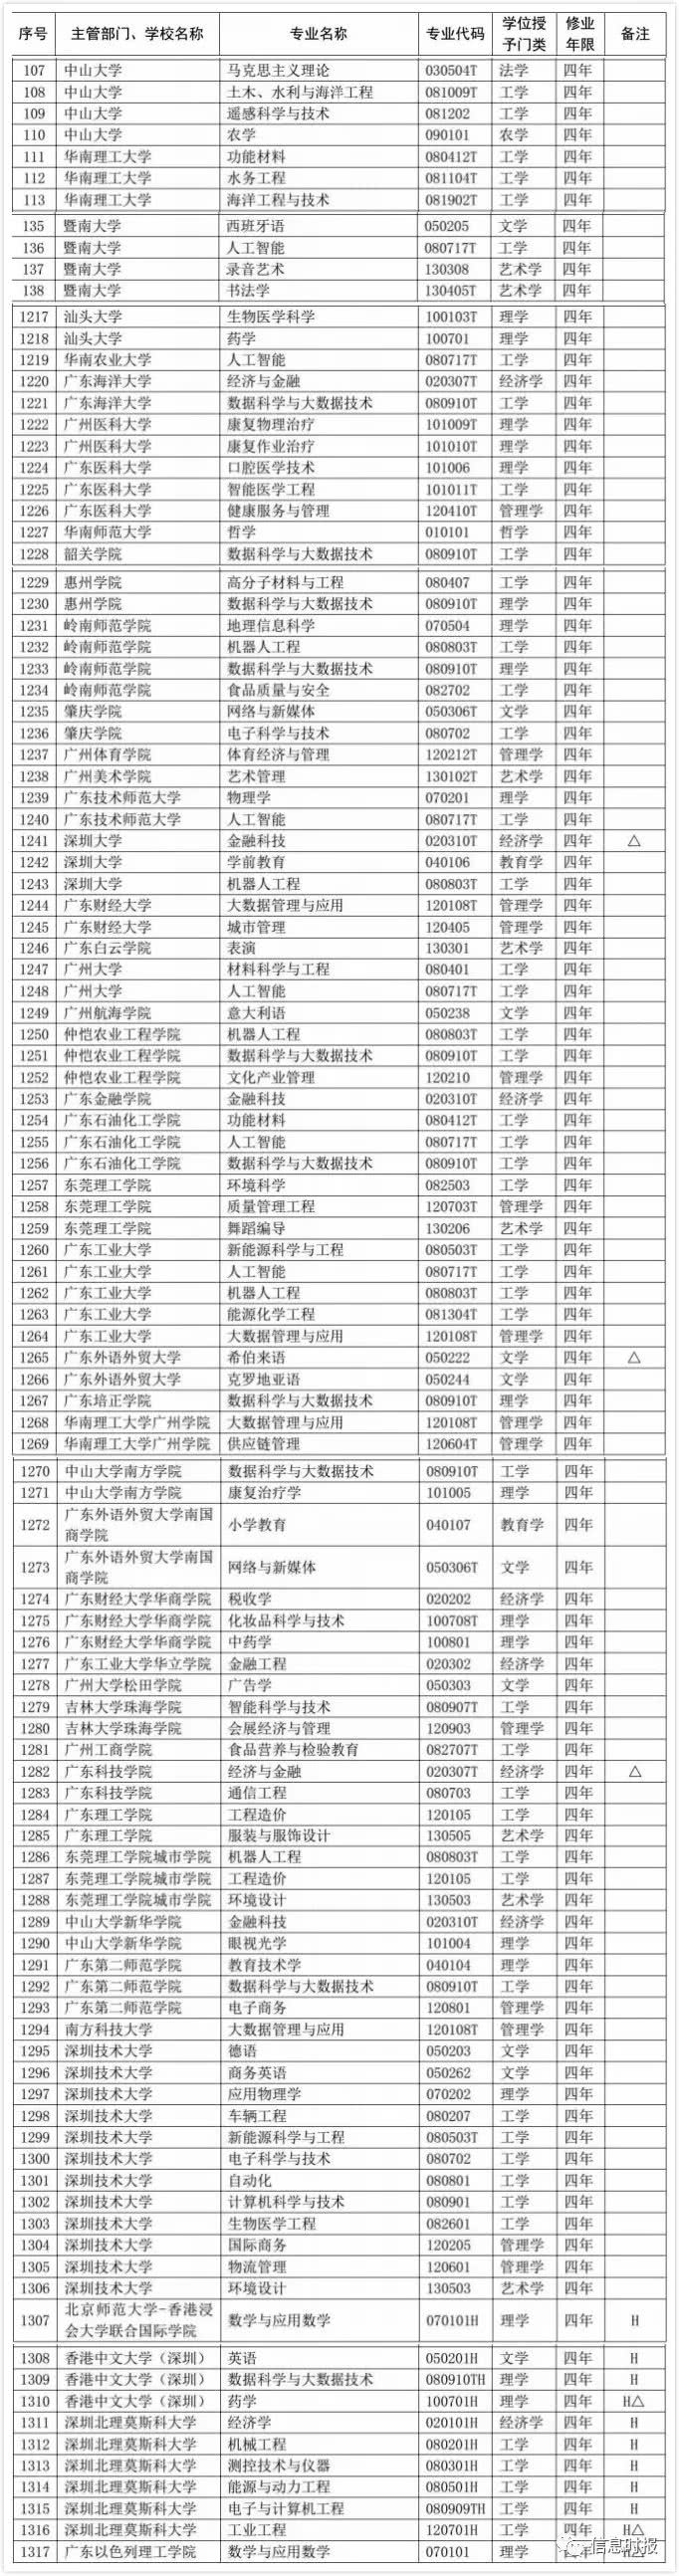 序号 主管部门、学校名称 专业名称 专业代码 学位授予门类 修业年限 备注
107 中山大学 马克思主义理论 030504T 法学 四年
108 中山大学 土木、水利与海洋工程 081009T 工学 四年
109 中山大学 遥感科学与技术 081202 工学 四年
110 中山大学 农学 090101 农学 四年
111 华南理工大学 功能材料 080412T 工学 四年
112 华南理工大学 水务工程 081104T 工学 四年
113 华南理工大学 海洋工程与技术 081902T 工学 四年
135 暨南大学 西班牙语 050205 文学 四年
136 暨南大学 人工智能 080717T 工学 四年
137 暨南大学 录音艺术 130308 艺术学 四年
138 暨南大学 书法学 130405T 艺术学 四年
1217 汕头大学 生物医学科学 100103T 理学 四年
1218 汕头大学 药学 100701 理学 四年
1219 华南农业大学 人工智能 080717T 工学 四年
1220 广东海洋大学 经济与金融 020307T 经济学 四年
1221 广东海洋大学 数据科学与大数据技术 080910T 工学 四年
1222 广州医科大学 康复物理治疗 101009T 理学 四年
1223 广州医科大学 康复作业治疗 101010T 理学 四年
1224 广东医科大学 口腔医学技术 101006 理学 四年
1225 广东医科大学 智能医学工程 101011T 工学 四年
1226 广东医科大学 健康服务与管理 120410T 管理学 四年
1227 华南师范大学 哲学 010101 哲学 四年
1228 韶关学院 数据科学与大数据技术 080910T 工学 四年
1229 惠州学院 高分子材料与工程 080407 工学 四年
1230 惠州学院 数据科学与大数据技术 080910T 理学 四年
1231 岭南师范学院 地理信息科学 070504 理学 四年
1232 岭南师范学院 机器人工程 080803T 工学 四年
1233 岭南师范学院 数据科学与大数据技术 080910T 理学 四年
1234 岭南师范学院 食品质量与安全 082702 工学 四年
1235 肇庆学院 网络与新媒体 050306T 文学 四年
1236 肇庆学院 电子科学与技术 080702 工学 四年
1237 广州体育学院 体育经济与管理 120212T 管理学 四年
1238 广州美术学院 艺术管理 130102T 艺术学 四年
1239 广东技术师范大学 物理学 070201 理学 四年
1240 广东技术师范大学 人工智能 080717T 工学 四年
1241 深圳大学 金融科技 020310T 经济学 四年 △
1242 深圳大学 学前教育 040106 教育学 四年
1243 深圳大学 机器人工程 080803T 工学 四年
1244 广东财经大学 大数据管理与应用 120108T 管理学 四年
1245 广东财经大学 城市管理 120405 管理学 四年
1246 广东白云学院 表演 130301 艺术学 四年
1247 广州大学 材料科学与工程 080401 工学 四年
1248 广州大学 人工智能 080717T 工学 四年
1249 广州航海学院 意大利语 050238 文学 四年
1250 仲恺农业工程学院 机器人工程 080803T 工学 四年
1251 仲恺农业工程学院 数据科学与大数据技术 080910T 工学 四年
1252 仲恺农业工程学院 文化产业管理 120210 管理学 四年
1253 广东金融学院 金融科技 020310T 经济学 四年
1254 广东石油化工学院 功能材料 080412T 工学 四年
1255 广东石油化工学院 人工智能 080717T 工学 四年
1256 广东石油化工学院 数据科学与大数据技术 080910T 工学 四年
1257 东莞理工学院 环境科学 082503 工学 四年
1258 东莞理工学院 质量管理工程 120703T 管理学 四年
1259 东莞理工学院 舞蹈编导 130206 艺术学 四年
1260 广东工业大学 新能源科学与工程 080503T 工学 四年
1261 广东工业大学 人工智能 080717T 工学 四年
1262 广东工业大学 机器人工程 080803T 工学 四年
1263 广东工业大学 能源化学工程 081304T 工学 四年
1264 广东工业大学 大数据管理与应用 120108T 管理学 四年
1265 广东外语外贸大学 希伯来语 050222 文学 四年 △
1266 广东外语外贸大学 克罗地亚语 050244 文学 四年
1267 广东培正学院 数据科学与大数据技术 080910T 理学 四年
1268 华南理工大学广州学院 大数据管理与应用 120108T 管理学 四年
1269 华南理工大学广州学院 供应链管理 120604T 管理学 四年
1270 中山大学南方学院 数据科学与大数据技术 080910T 工学 四年
1271 中山大学南方学院 康复治疗学 101005 理学 四年
1272 广东外语外贸大学南国商学院 小学教育 040107 教育学 四年
1273 广东外语外贸大学南国商学院 网络与新媒体 050306T 文学 四年
1274 广东财经大学华商学院 税收学 020202 经济学 四年
1275 广东财经大学华商学院 化妆品科学与技术 100708T 理学 四年
1276 广东财经大学华商学院 中药学 100801 理学 四年
1277 广东工业大学华立学院 金融工程 020302 经济学 四年
1278 广州大学松田学院 广告学 050303 文学 四年
1279 吉林大学珠海学院 智能科学与技术 080907T 工学 四年
1280 吉林大学珠海学院 会展经济与管理 120903 管理学 四年
1281 广州工商学院 食品营养与检验教育 082707T 工学 四年
1282 广东科技学院 经济与金融 020307T 经济学 四年 △
1283 广东科技学院 通信工程 080703 工学 四年
1284 广东理工学院 工程造价 120105 工学 四年
1285 广东理工学院 服装与服饰设计 130505 艺术学 四年
1286 东莞理工学院城市学院 机器人工程 080803T 工学 四年
1287 东莞理工学院城市学院 工程造价 120105 工学 四年
1288 东莞理工学院城市学院 环境设计 130503 艺术学 四年
1289 中山大学新华学院 金融科技 020310T 经济学 四年
1290 中山大学新华学院 眼视光学 101004 理学 四年
1291 广东第二师范学院 教育技术学 040104 理学 四年
1292 广东第二师范学院 数据科学与大数据技术 080910T 工学 四年
1293 广东第二师范学院 电子商务 120801 管理学 四年
1294 南方科技大学 大数据管理与应用 120108T 管理学 四年
1295 深圳技术大学 德语 050203 文学 四年
1296 深圳技术大学 商务英语 050262 文学 四年
1297 深圳技术大学 应用物理学 070202 理学 四年
1298 深圳技术大学 车辆工程 080207 工学 四年
1299 深圳技术大学 新能源科学与工程 080503T 工学 四年
1300 深圳技术大学 电子科学与技术 080702 工学 四年
1301 深圳技术大学 自动化 080801 工学 四年
1302 深圳技术大学 计算机科学与技术 080901 工学 四年
1303 深圳技术大学 生物医学工程 082601 工学 四年
1304 深圳技术大学 国际商务 120205 管理学 四年
1305 深圳技术大学 物流管理 120601 管理学 四年
1306 深圳技术大学 环境设计 130503 艺术学 四年
1307 北京师范大学-香港浸会大学联合国际学院 数学与应用数学 070101H 理学 四年 H
1308 香港中文大学（深圳） 英语 050201H 文学 四年 H
1309 香港中文大学（深圳） 数据科学与大数据技术 080910TH 理学 四年 H
1310 香港中文大学（深圳） 药学 100701H 理学 四年 H△
1311 深圳北理莫斯科大学 经济学 020101H 经济学 四年 H
1312 深圳北理莫斯科大学 机械工程 080201H 工学 四年 H
1313 深圳北理莫斯科大学 测控技术与仪器 080301H 工学 四年 H
1314 深圳北理莫斯科大学 能源与动力工程 080501H 工学 四年 H
1315 深圳北理莫斯科大学 电子与计算机工程 080909TH 工学 四年 H
1316 深圳北理莫斯科大学 工业工程 120701H 工学 四年 H△
1317 广东以色列理工学院 数学与应用数学 070101 理学
信息时报